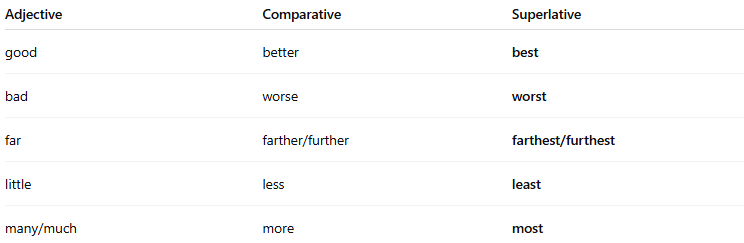 Adjective Comparative Superlative
good better best
bad worse worst
far farther/further farthest/furthest
little less least
many/much more most